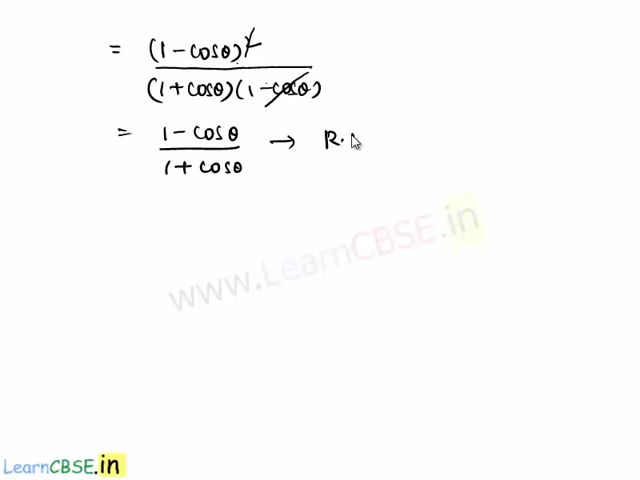 = (1-cosθ)²
(1+cosθ)(1-cosθ)
= 1-cosθ → R.
1+cosθ
www.LearnCBSE.in
LearnCBSE.in